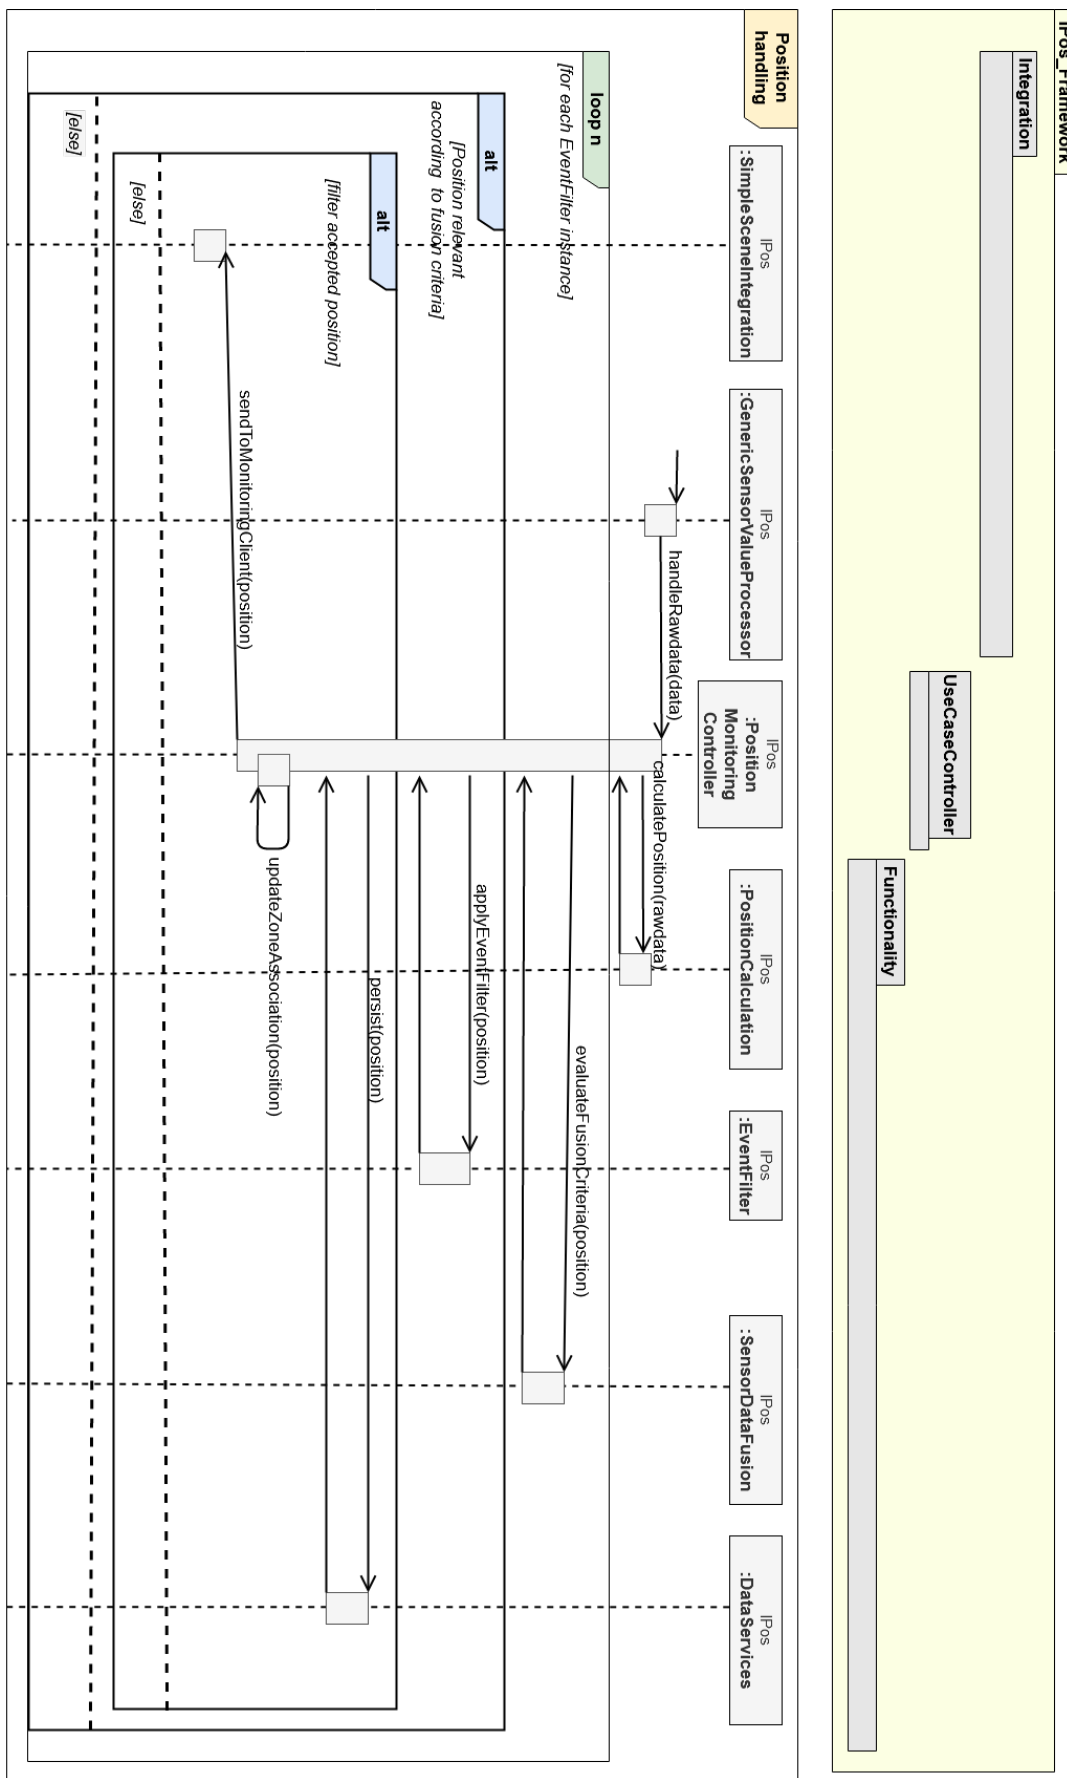 IPos_Framework
Integration
UseCaseController
Functionality
Position
handling
IPos
:SimpleSceneIntegration
IPos
:GenericSensorValueProcessor
IPos
:Position
Monitoring
Controller
IPos
:PositionCalculation
IPos
:EventFilter
IPos
:SensorDataFusion
IPos
:DataServices
handleRawdata(data)
calculatePosition(rawdata)
loop n
[for each EventFilter instance]
evaluateFusionCriteria(position)
alt
[Position relevant
according to fusion criteria]
applyEventFilter(position)
alt
[filter accepted position]
persist(position)
updateZoneAssociation(position)
sendToMonitoringClient(position)
[else]
[else]